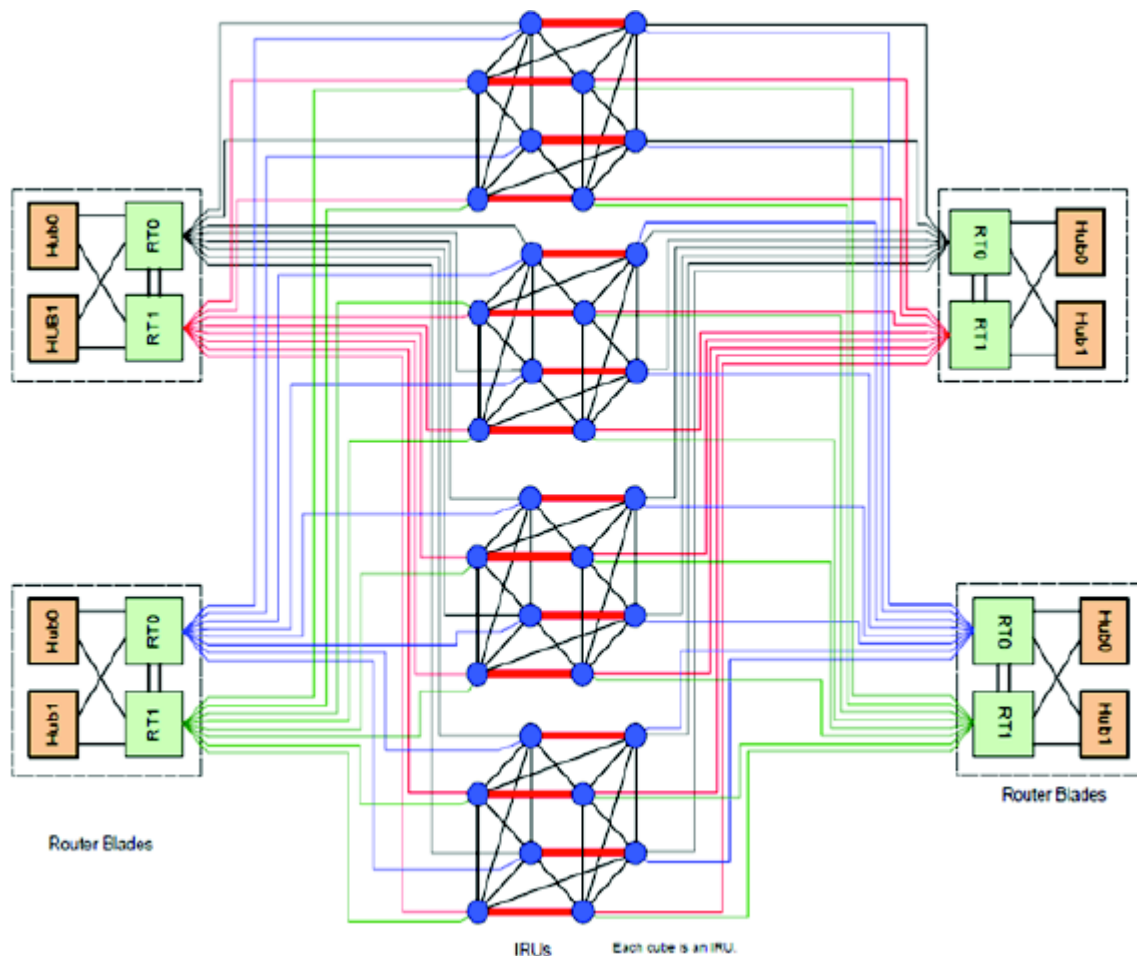 Hub0
RT0
HUB1
RT1
RT0
Hub0
RT1
Hub1
Hub0
RT0
Hub1
RT1
RT0
Hub0
RT1
Hub1
Router Blades
Router Blades
IRUs
Each cube is an IRU.